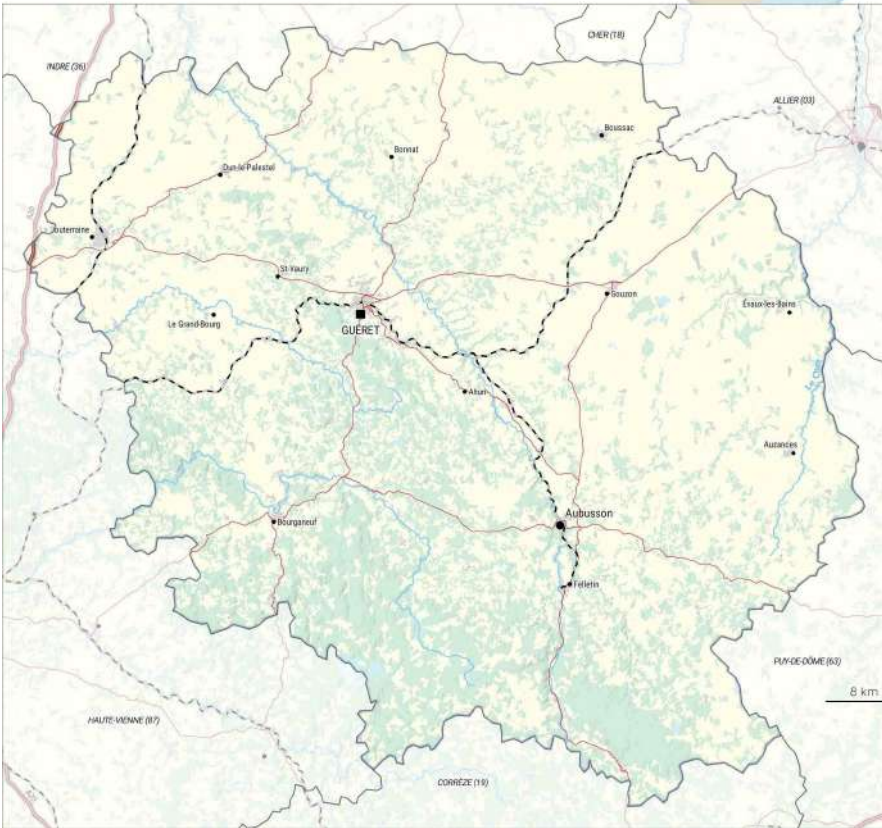 CHER (18)
INDRE (36)
ALLIER (03)
Boussac
Bonnat
Dun-le-Palestel
outerraine
St-Vaury
Gouzon
Évaux-les-Bains
Le Grand-Bourg
GUÉRET
Ahun
Auzances
Aubusson
Bourganeuf
Felletin
PUY-DE-DÔME (63)
8 km
HAUTE-VIENNE (87)
CORRÈZE (19)